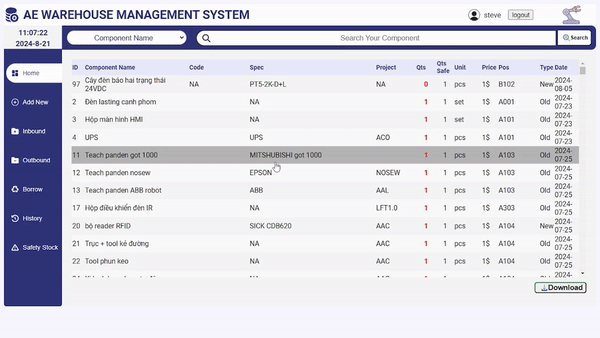 AE WAREHOUSE MANAGEMENT SYSTEM
steve logout
11:07:22
2024-8-21
Component Name Search Your Component Search
Home
Add New
Inbound
Outbound
Borrow
History
Safety Stock
ID Component Name Code Spec Project Qts Qts Safe Unit Price Pos Type Date
97 Cây đèn báo hai trạng thái 24VDC NA PT5-2K-D+L NA 0 1 pcs 1$ B102 New 2024-08-05
2 Đèn lasting canh phom NA 1 1 set 1$ A001 Old 2024-07-23
3 Hộp màn hình HMI NA 1 1 set 1$ A101 Old 2024-07-23
4 UPS UPS ACO 1 1 pcs 1$ A103 Old 2024-07-23
11 Teach panden got 1000 MITSHUBISHI got 1000 1 1 pcs 1$ A103 Old 2024-07-25
12 Teach panden nosew EPSON NOSEW 1 1 pcs 1$ A103 Old 2024-07-25
13 Teach panden ABB robot ABB AAL 1 1 pcs 1$ A103 Old 2024-07-25
17 Hộp điều khiển đèn IR NA LFT1.0 1 1 pcs 1$ A303 Old 2024-07-25
20 bộ reader RFID SICK CDB620 AAC 1 1 pcs 1$ A104 New 2024-07-25
21 Trục + tool kẻ đường NA AAC 1 1 pcs 1$ A104 Old 2024-07-25
22 Tool phun keo NA AAC 1 1 pcs 1$ A104 Old 2024-07-25
Download